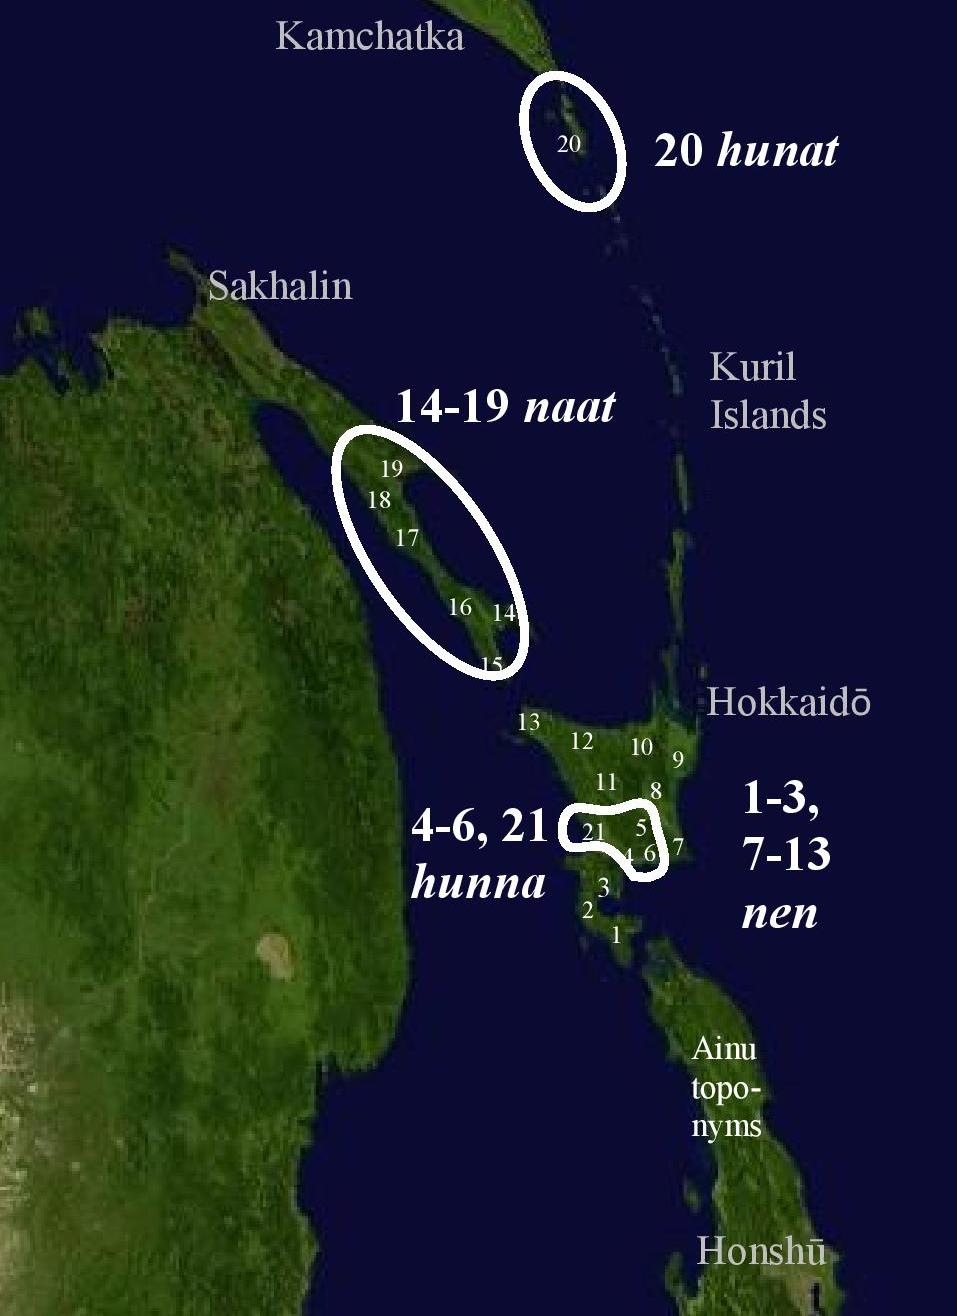 Kamchatka
20
20 hunat
Sakhalin
Kuril
Islands
14-19 naat
19
18
17
16
14
15
Hokkaidō
13
12
10
9
11
8
4-6, 21
hunna
21
5
4
6
7
1-3,
7-13
nen
3
2
1
Ainu
topo-
nyms
Honshū